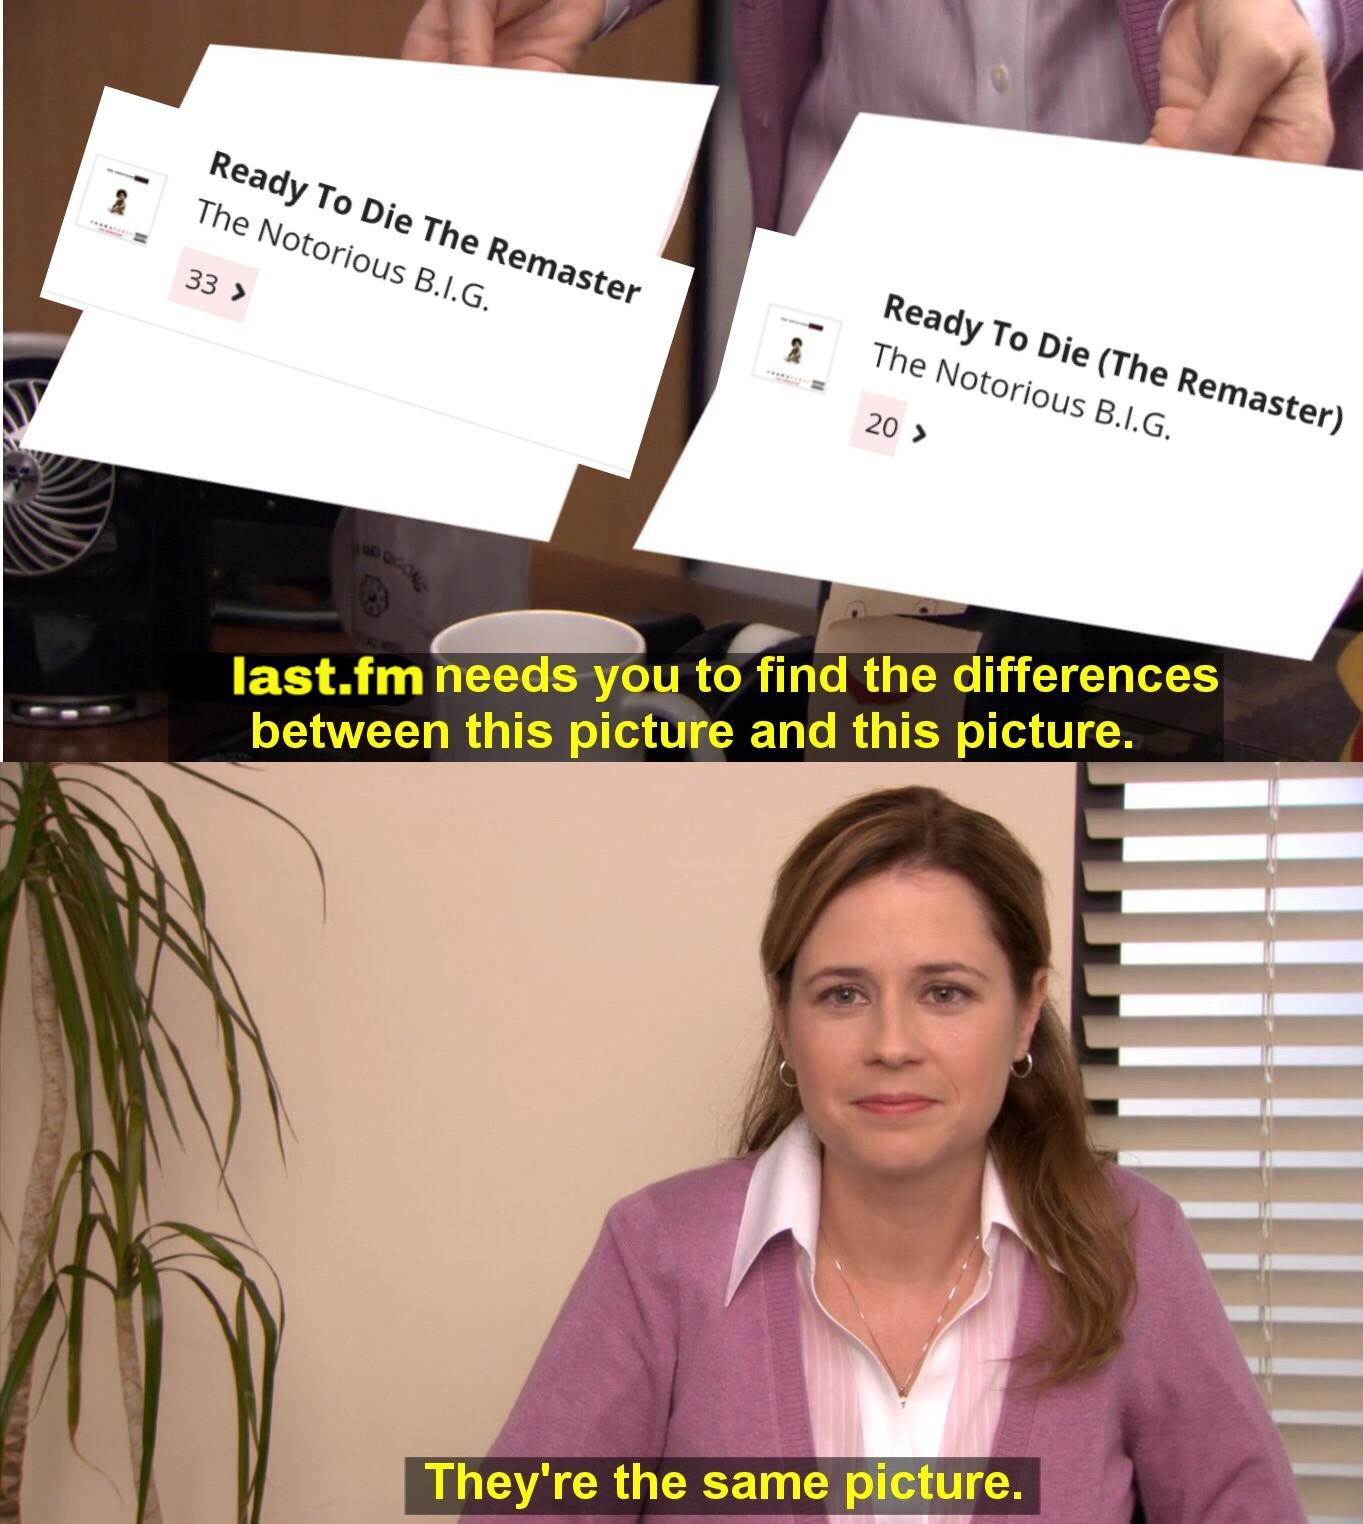 Ready To Die The Remaster
The Notorious B.I.G.
33
Ready To Die (The Remaster)
The Notorious B.I.G.
20
last.fm needs you to find the differences
between this picture and this picture.
They're the same picture.